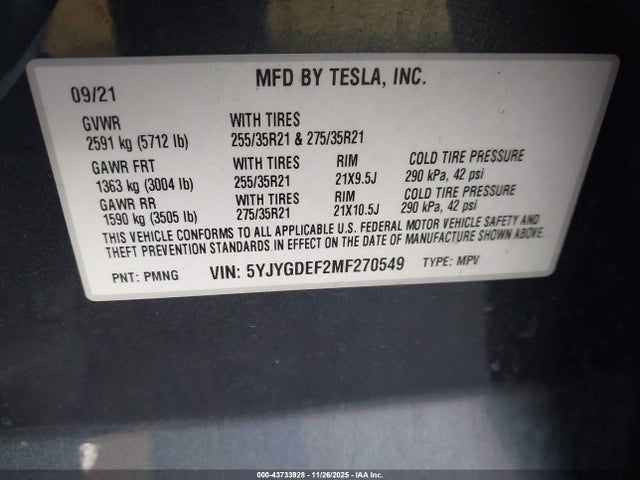 MFD BY TESLA, INC.
09/21
GVWR WITH TIRES
2591 kg (5712 lb) 255/35R21 & 275/35R21
GAWR FRT WITH TIRES RIM COLD TIRE PRESSURE
1363 kg (3004 lb) 255/35R21 21X9.5J 290 kPa, 42 psi
GAWR RR WITH TIRES RIM COLD TIRE PRESSURE
1590 kg (3505 lb) 275/35R21 21X10.5J 290 kPa, 42 psi
THIS VEHICLE CONFORMS TO ALL APPLICABLE U.S. FEDERAL MOTOR VEHICLE SAFETY AND
THEFT PREVENTION STANDARDS IN EFFECT ON THE DATE OF MANUFACTURE SHOWN ABOVE.
PNT: PMNG VIN: 5YJYGDEF2MF270549 TYPE: MPV
000-43733928 - 11/26/2025 - IAA Inc.